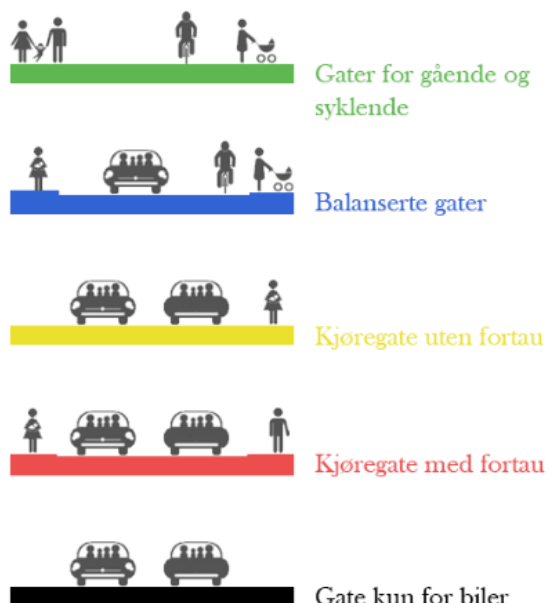 Gater for gående og
syklende
Balanserte gater
Kjøregate uten fortau
Kjøregate med fortau
Gate kun for biler